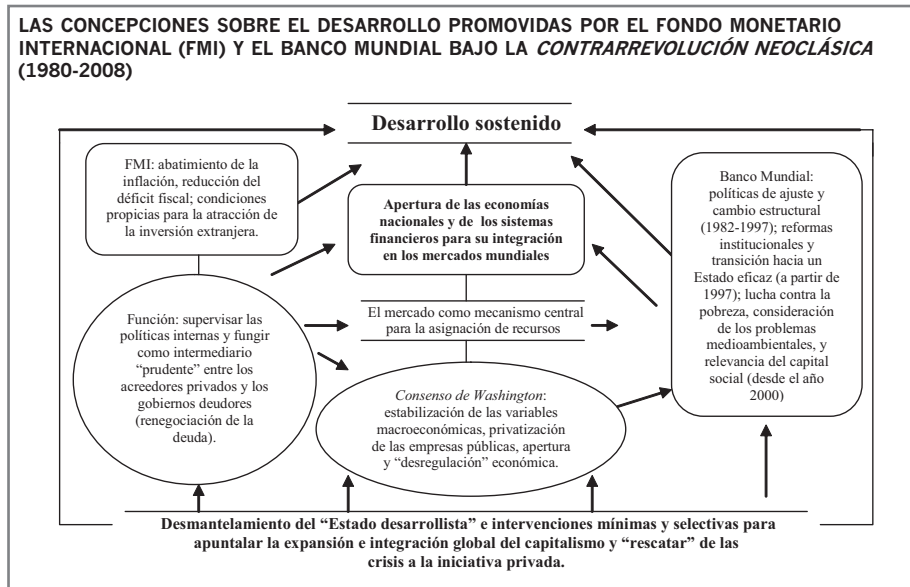 LAS CONCEPCIONES SOBRE EL DESARROLLO PROMOVIDAS POR EL FONDO MONETARIO
INTERNACIONAL (FMI) Y EL BANCO MUNDIAL BAJO LA CONTRARREVOLUCIÓN NEOCLÁSICA
(1980-2008)
Desarrollo sostenido
FMI: abatimiento de la
inflación, reducción del
déficit fiscal; condiciones
propicias para la atracción de
la inversión extranjera.
Apertura de las economías
nacionales y de los sistemas
financieros para su integración
en los mercados mundiales
Banco Mundial:
políticas de ajuste y
cambio estructural
(1982-1997); reformas
institucionales y
transición hacia un
Estado eficaz (a partir de
1997); lucha contra la
pobreza, consideración
de los problemas
medioambientales, y
relevancia del capital
social (desde el año
2000)
Función: supervisar las
políticas internas y fungir
como intermediario
“prudente” entre los
acreedores privados y los
gobiernos deudores
(renegociación de la
deuda).
El mercado como mecanismo central
para la asignación de recursos
Consenso de Washington:
estabilización de las variables
macroeconómicas, privatización
de las empresas públicas, apertura
y “desregulación” económica.
Desmantelamiento del “Estado desarrollista” e intervenciones mínimas y selectivas para
apuntalar la expansión e integración global del capitalismo y “rescatar” de las
crisis a la iniciativa privada.